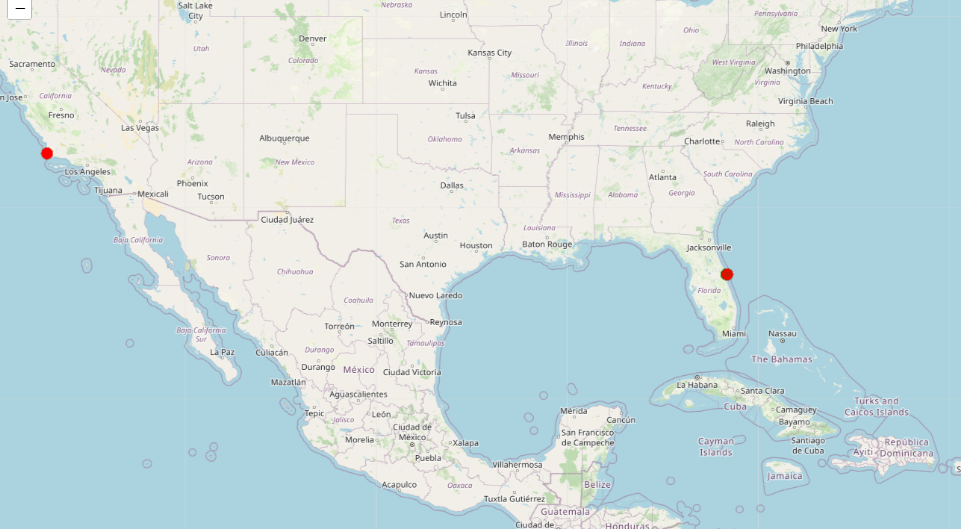 −
Salt Lake
City
Nebraska
Lincoln
Pennsylvania
New York
Denver
Utah
Colorado
Kansas City
Illinois
Indiana
Ohio
Philadelphia
Sacramento
Nevada
Kansas
Wichita
Missouri
West Virginia
Washington
Virginia
n Jose
California
Fresno
Kentucky
Virginia Beach
Las Vegas
Tulsa
Raleigh
Albuquerque
Oklahoma
Memphis
Tennessee
Charlotte
North Carolina
Arizona
New Mexico
Arkansas
Los Angeles
Phoenix
Dallas
Atlanta
South Carolina
Tijuana
Mexicali
Tucson
Mississippi
Alabama
Georgia
Ciudad Juárez
Texas
Louisiana
Baja California
Austin
Houston
Baton Rouge
Jacksonville
Sonora
Chihuahua
San Antonio
Florida
Coahuila
Nuevo Laredo
Baja California
Sur
Torreón
Monterrey
Reynosa
Miami
Nassau
La Paz
Culiacán
Durango
Saltillo
Tamaulipas
The Bahamas
Durango
México
Ciudad Victoria
Mazatlán
La Habana
Santa Clara
Aguascalientes
Cuba
Camaguey
Turks and
Caicos Islands
Tepic
Jalisco
León
Mérida
Cancún
Bayamo
Morelia
Ciudad de
México
Xalapa
San Francisco
de Campeche
Cayman
Islands
Santiago
de Cuba
Ayiti
República
Dominicana
Puebla
Villahermosa
Jamaica
S
Acapulco
Oaxaca
Tuxtla Gutiérrez
Belize
Guatemala
Ciudad de
Honduras